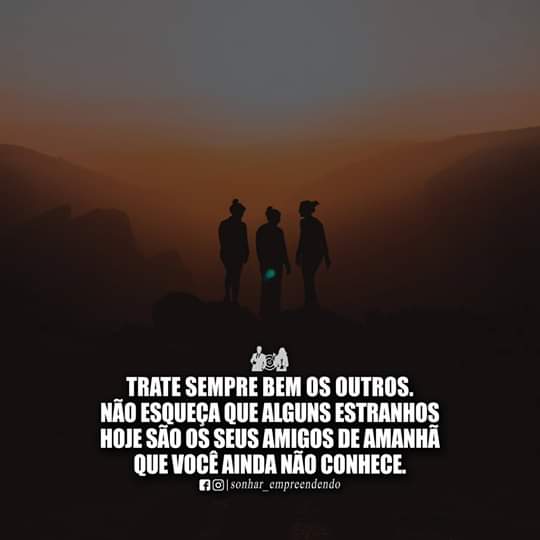 TRATE SEMPRE BEM OS OUTROS.
NÃO ESQUEÇA QUE ALGUNS ESTRANHOS
HOJE SÃO OS SEUS AMIGOS DE AMANHÃ
QUE VOCÊ AINDA NÃO CONHECE.
|sonhar_empreendendo